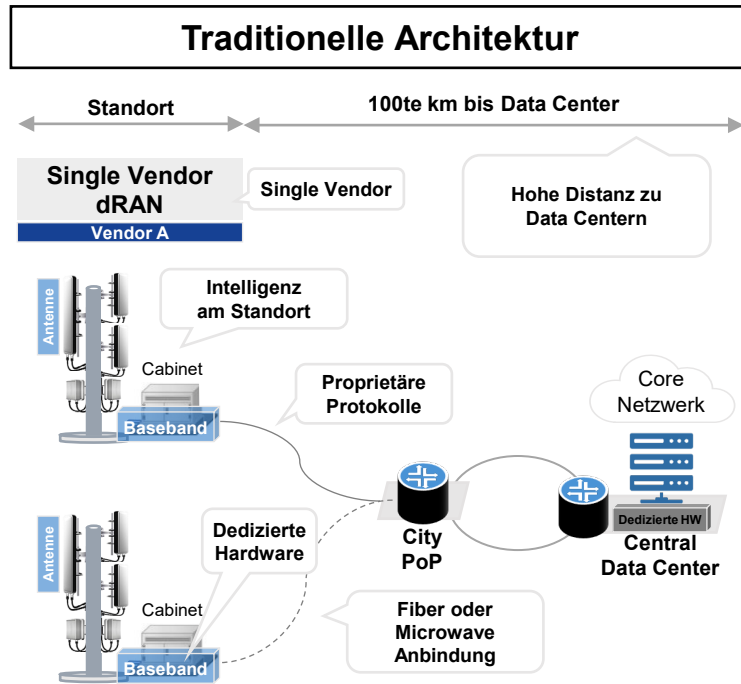 Traditionelle Architektur
Standort
100te km bis Data Center
Single Vendor
dRAN
Vendor A
Single Vendor
Hohe Distanz zu
Data Centern
Antenne
Intelligenz
am Standort
Cabinet
Baseband
Proprietäre
Protokolle
Core
Netzwerk
Dedizierte HW
City
PoP
Central
Data Center
Antenne
Dedizierte
Hardware
Cabinet
Baseband
Fiber oder
Microwave
Anbindung